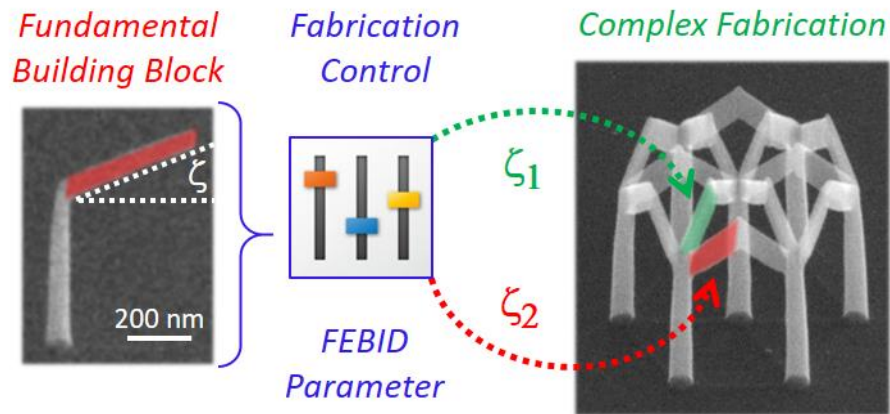 Fundamental
Building Block
ζ
200 nm
Fabrication
Control
FEBID
Parameter
ζ1
ζ2
Complex Fabrication